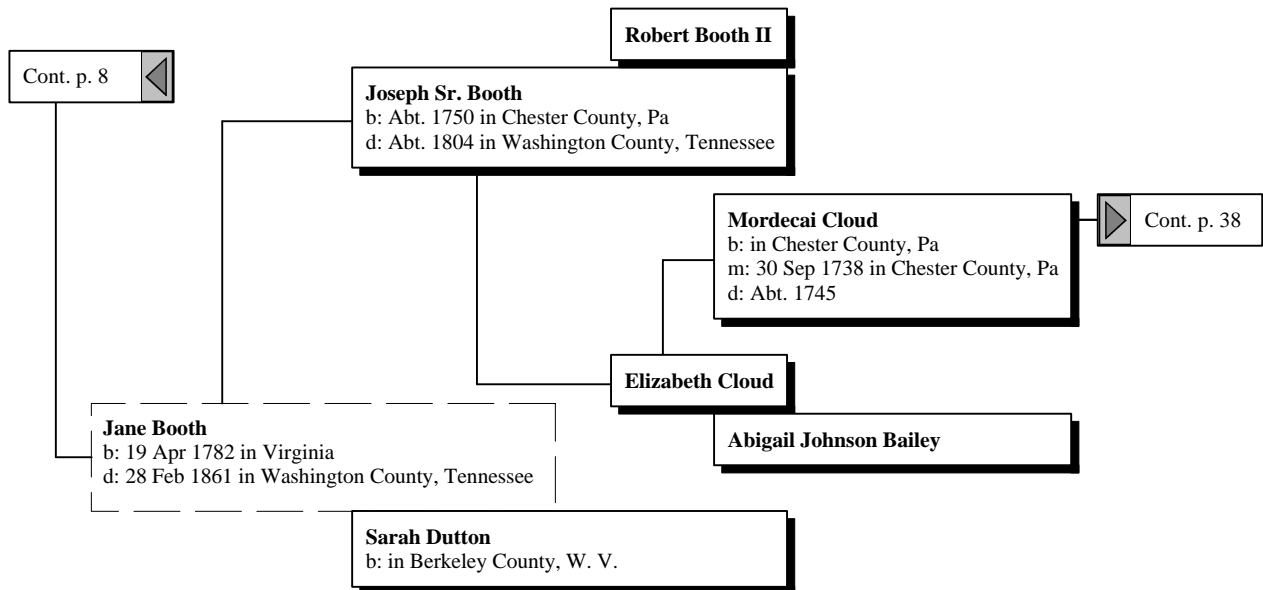 Robert Booth II
Cont. p. 8
Joseph Sr. Booth
b: Abt. 1750 in Chester County, Pa
d: Abt. 1804 in Washington County, Tennessee
Mordecai Cloud
b: in Chester County, Pa
m: 30 Sep 1738 in Chester County, Pa
d: Abt. 1745
Cont. p. 38
Elizabeth Cloud
Jane Booth
b: 19 Apr 1782 in Virginia
d: 28 Feb 1861 in Washington County, Tennessee
Abigail Johnson Bailey
Sarah Dutton
b: in Berkeley County, W. V.